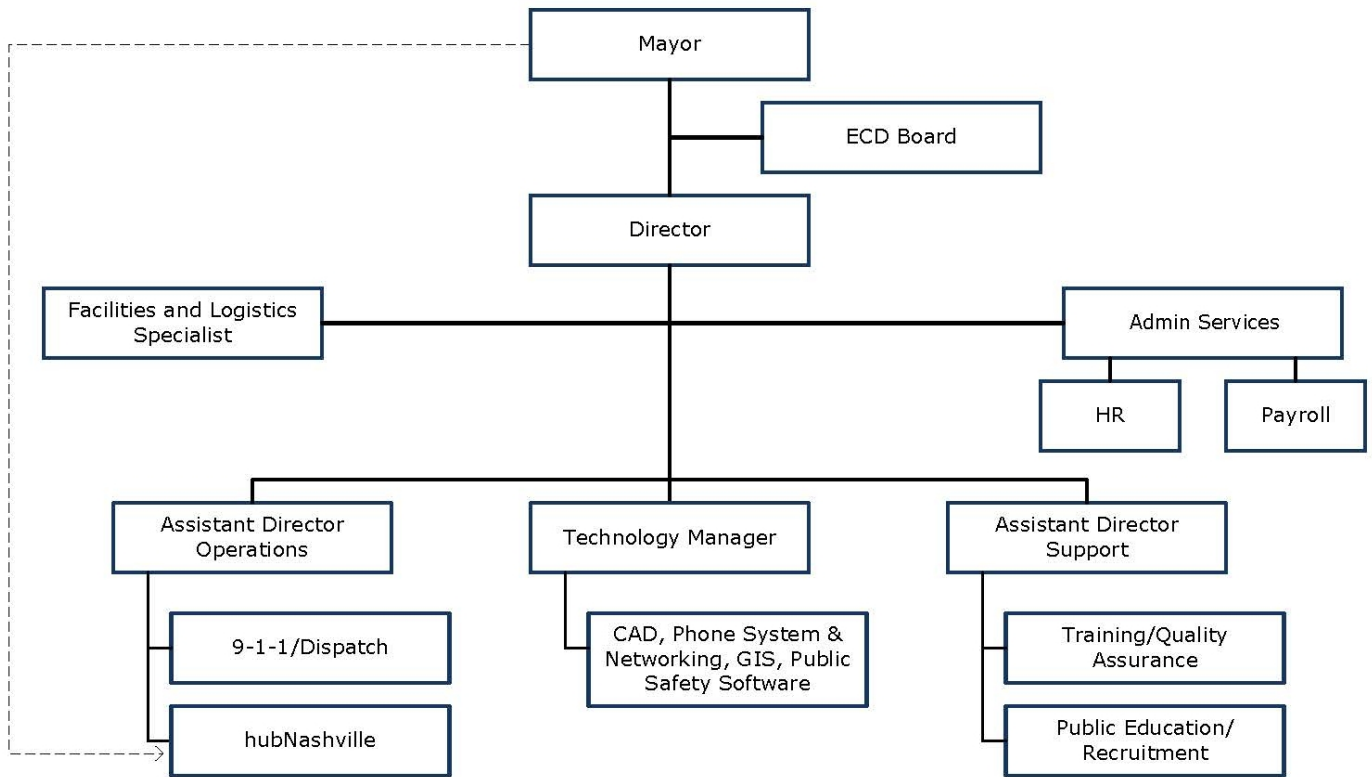 Mayor
ECD Board
Director
Facilities and Logistics
Specialist
Admin Services
HR
Payroll
Assistant Director
Operations
Technology Manager
Assistant Director
Support
9-1-1/Dispatch
CAD, Phone System &
Networking, GIS, Public
Safety Software
Training/Quality
Assurance
hubNashville
Public Education/
Recruitment